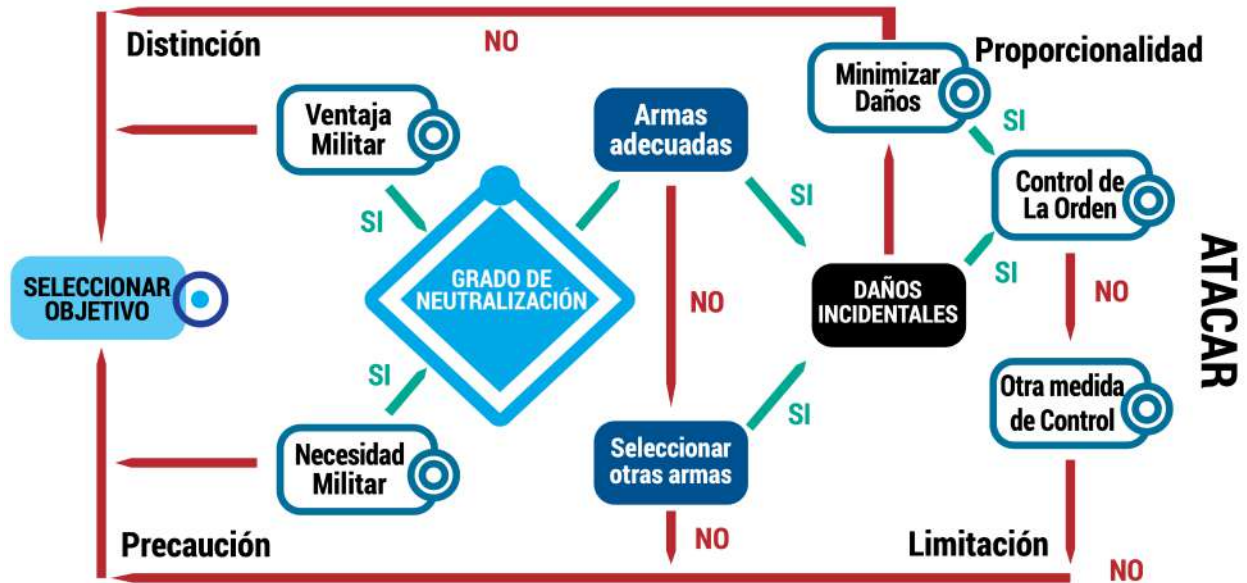 Distinción
NO
Proporcionalidad
Minimizar
Daños
Ventaja
Militar
Armas
adecuadas
SI
SI
SI
Control de
La Orden
SELECCIONAR
OBJETIVO
GRADO DE
NEUTRALIZACIÓN
NO
DAÑOS
INCIDENTALES
SI
NO
ATACAR
SI
SI
Otra medida
de Control
Necesidad
Militar
Seleccionar
otras armas
Precaución
NO
Limitación
NO